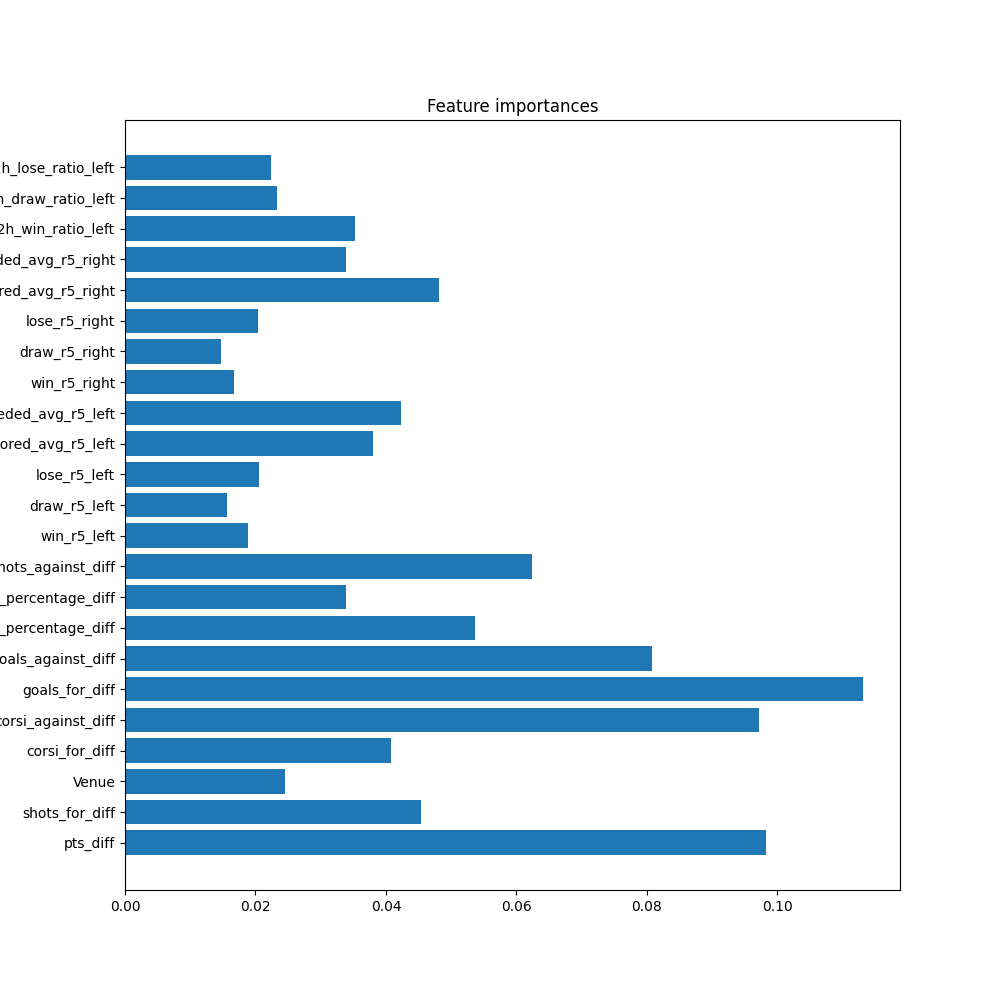 Feature importances
h_lose_ratio_left
h_draw_ratio_left
2h_win_ratio_left
ded_avg_r5_right
red_avg_r5_right
lose_r5_right
draw_r5_right
win_r5_right
eded_avg_r5_left
ored_avg_r5_left
lose_r5_left
draw_r5_left
win_r5_left
hots_against_diff
_percentage_diff
_percentage_diff
oals_against_diff
goals_for_diff
corsi_against_diff
corsi_for_diff
Venue
shots_for_diff
pts_diff
0.00 0.02 0.04 0.06 0.08 0.10